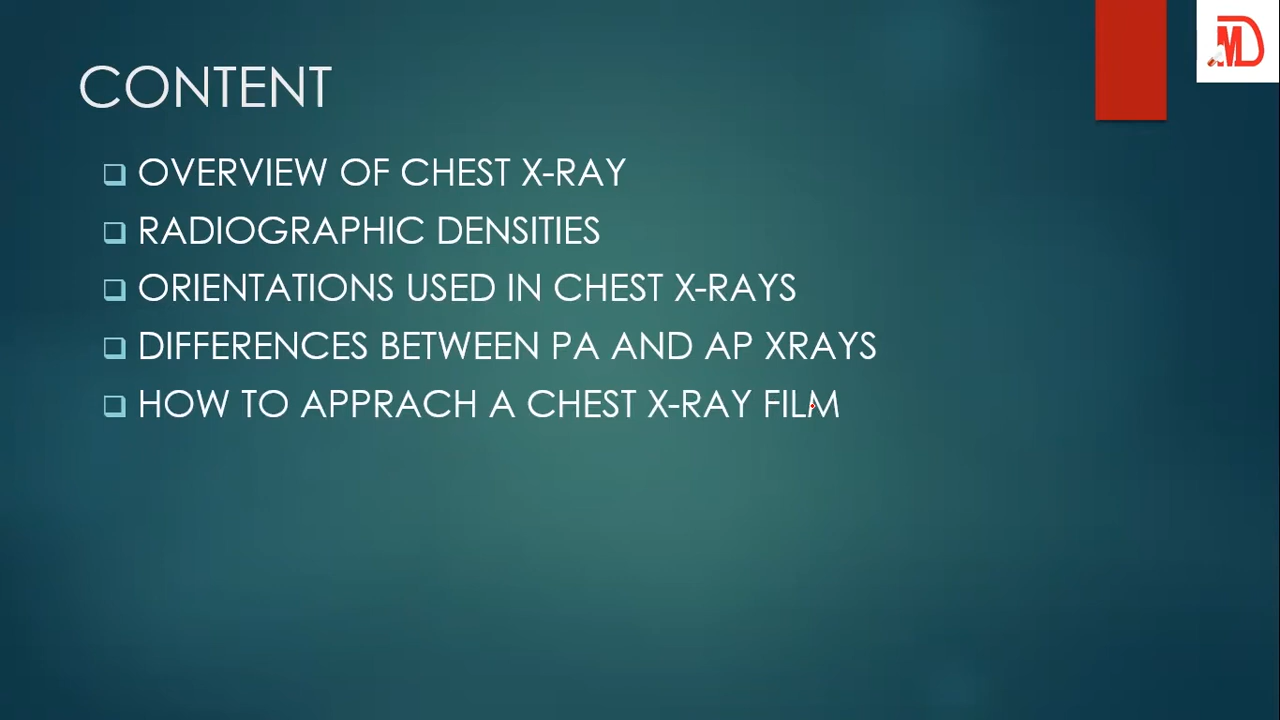 CONTENT
OVERVIEW OF CHEST X-RAY
RADIOGRAPHIC DENSITIES
ORIENTATIONS USED IN CHEST X-RAYS
DIFFERENCES BETWEEN PA AND AP XRAYS
HOW TO APPRACH A CHEST X-RAY FILM
MD